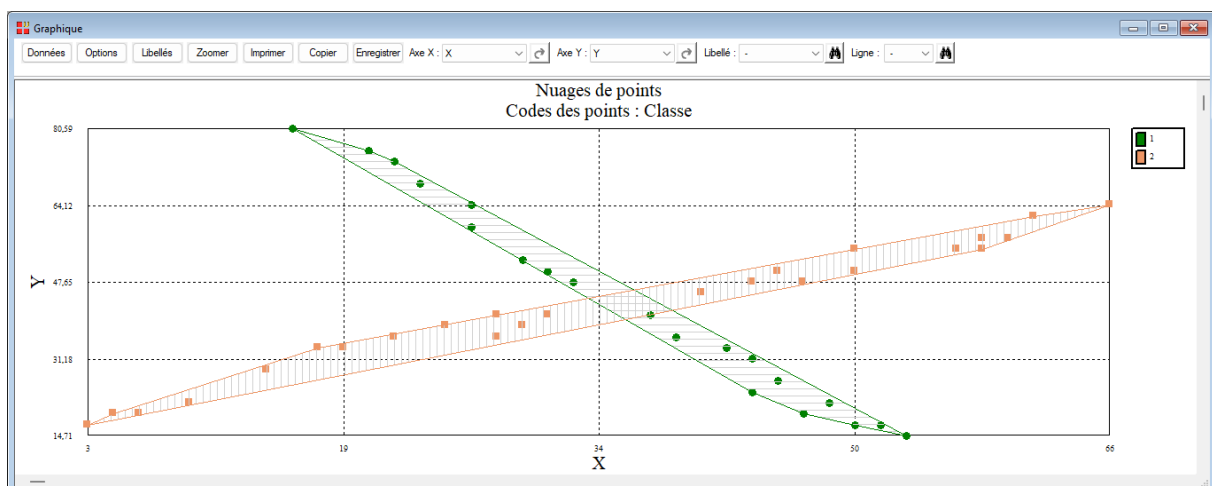 Graphique
Données Options Libellés Zoomer Imprimer Copier Enregistrer Axe X : X Axe Y : Y Libellé : - Ligne : -
Nuages de points
Codes des points : Classe
80,59
64,12
47,65
31,18
14,71
Y
3 19 34 50 66
X
1
2